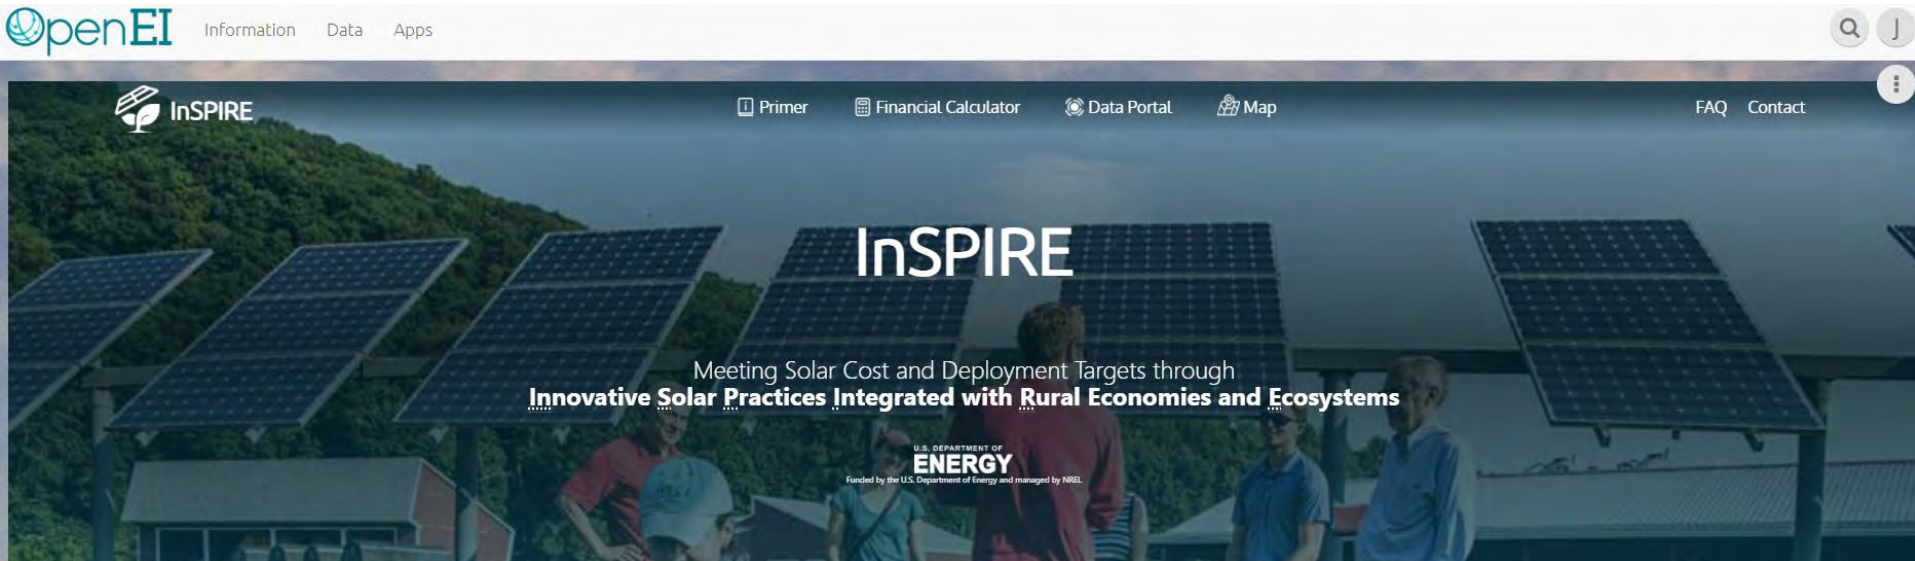 OpenEI Information Data Apps J
InSPIRE Primer Financial Calculator Data Portal Map FAQ Contact
InSPIRE
Meeting Solar Cost and Deployment Targets through
Innovative Solar Practices Integrated with Rural Economies and Ecosystems
U.S. DEPARTMENT OF
ENERGY
Funded by the U.S. Department of Energy and managed by NREL